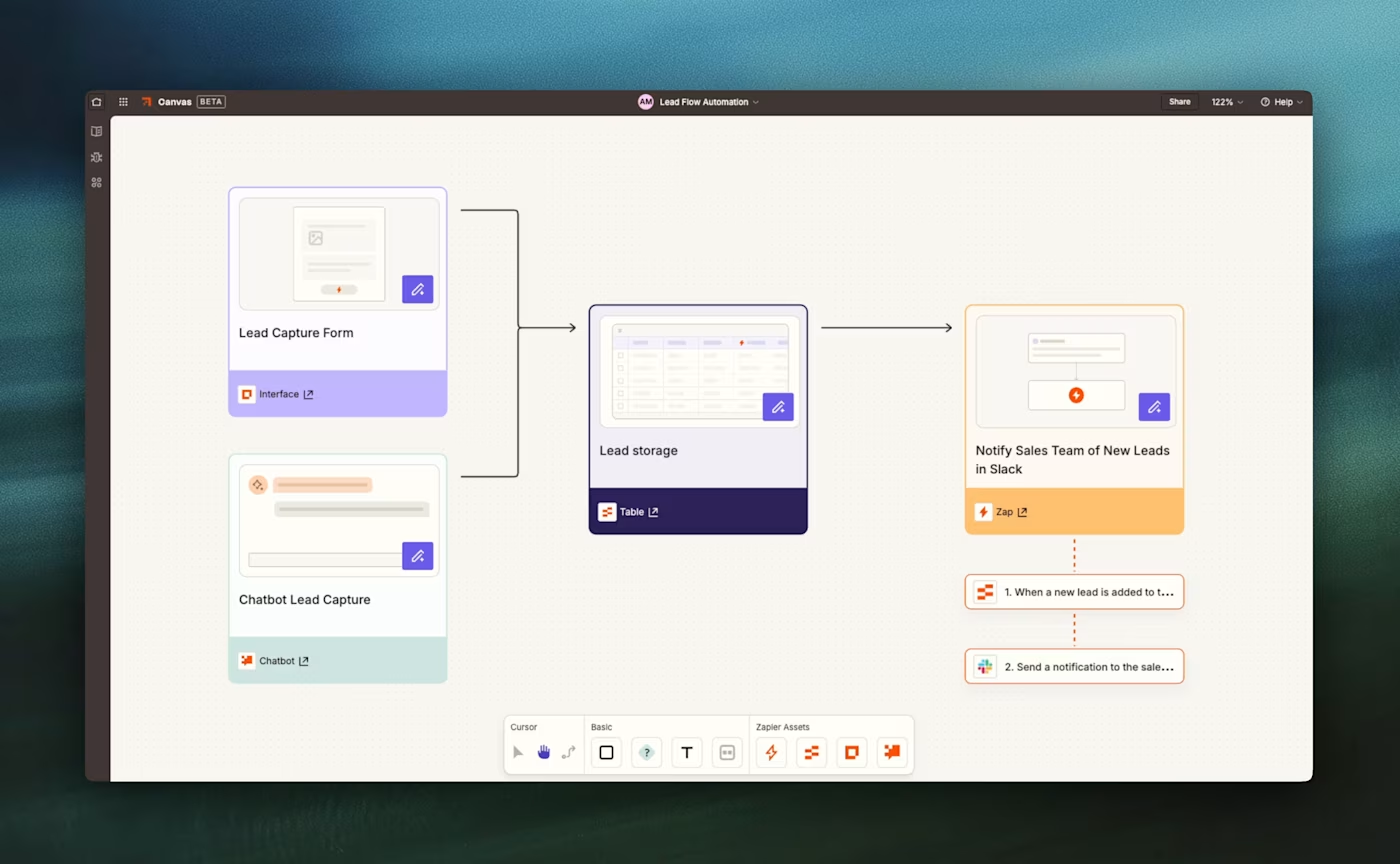 Canvas BETA
AM Lead Flow Automation
Share 122% Help
Lead Capture Form
Interface
Chatbot Lead Capture
Chatbot
Lead storage
Table
Notify Sales Team of New Leads
in Slack
Zap
1. When a new lead is added to t...
2. Send a notification to the sale...
Cursor Basic Zapier Assets
? T